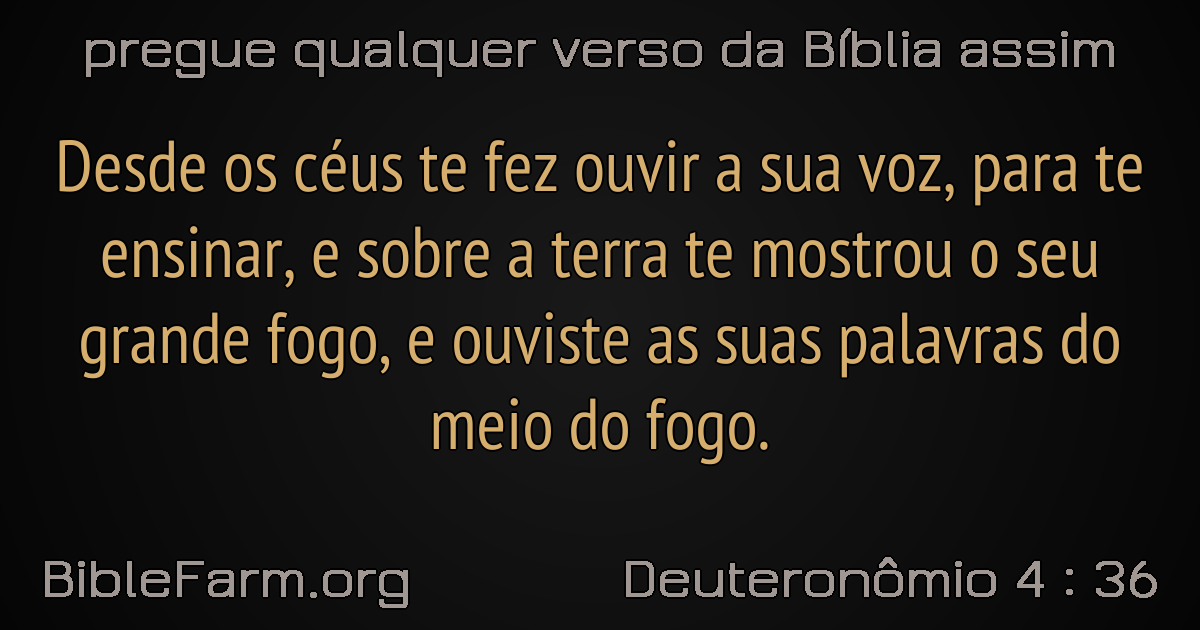 pregue qualquer verso da Bíblia assim
Desde os céus te fez ouvir a sua voz, para te
ensinar, e sobre a terra te mostrou o seu
grande fogo, e ouviste as suas palavras do
meio do fogo.
BibleFarm.org
Deuteronômio 4 : 36